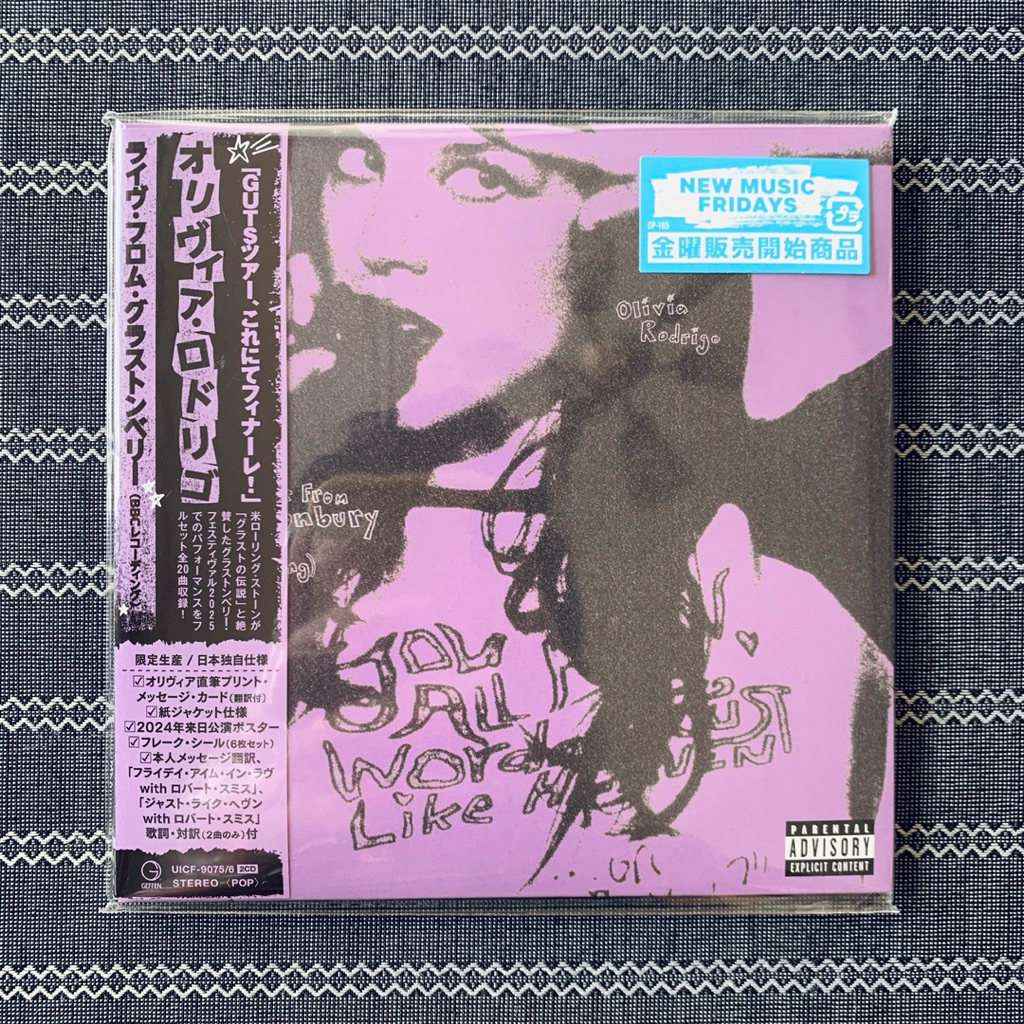 オリヴィア・ロドリゴ
ライヴ・フロム・グラストンベリー(BBCレコーディング)
「GUTSツアー、これにてフィナーレ!」
米ローリング・ストーンが
「グラストの伝説」と絶
賛したグラストンベリー・
フェスティヴァル2025
でのパフォーマンスをフ
ルセット全20曲収録!
限定生産 / 日本独自仕様
☑オリヴィア直筆プリント・
メッセージ・カード(翻訳付)
☑紙ジャケット仕様
☑2024年来日公演ポスター
☑フレーク・シール(6枚セット)
☑本人メッセージ翻訳、
「フライデイ・アイム・イン・ラヴ
with ロバート・スミス」、
「ジャスト・ライク・ヘヴン
with ロバート・スミス」
歌詞・対訳(2曲のみ)付
GEFFEN
UICF-9075/6 2CD
STEREO 〈POP〉
NEW MUSIC
FRIDAYS
CP-165
金曜販売開始商品
Olivia
Rodrigo
From
nbury
ng)
YOU
JUST
Like
PARENTAL
ADVISORY
EXPLICIT CONTENT